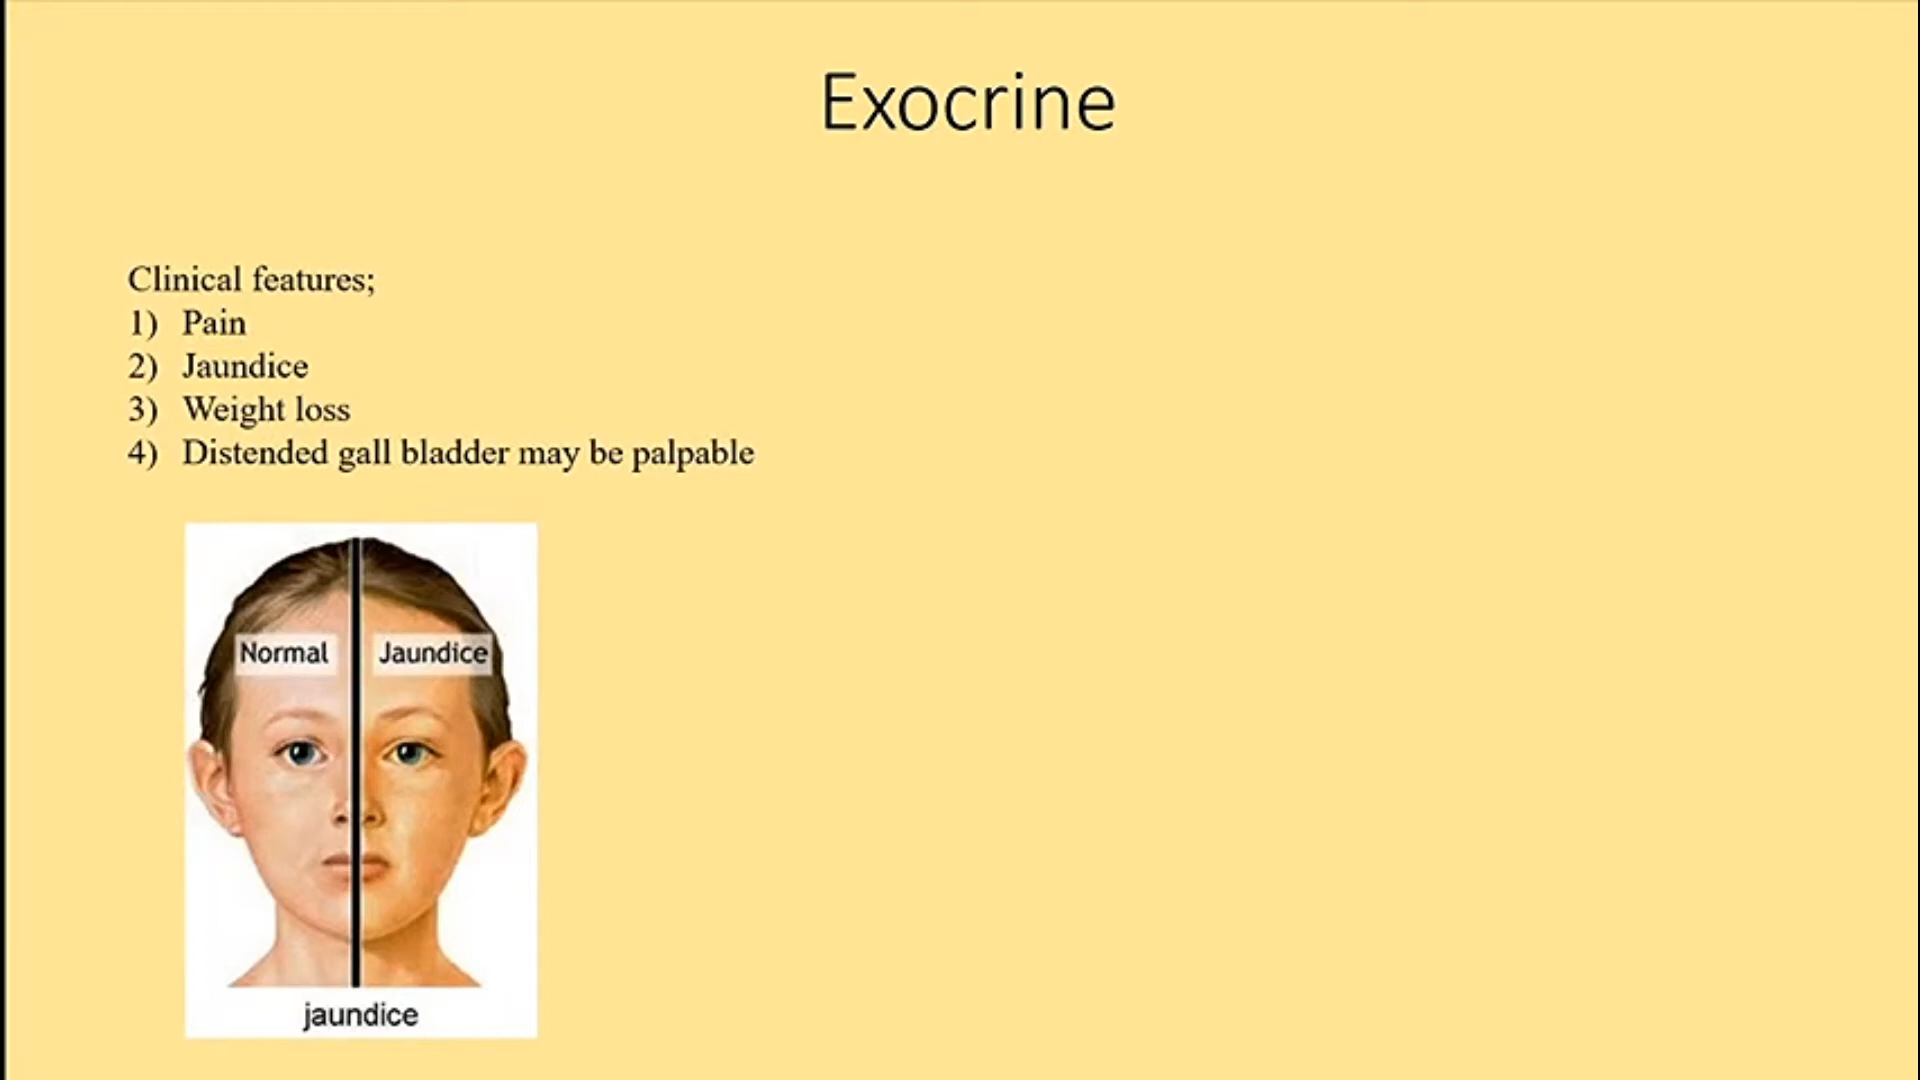 Exocrine
Clinical features;
1) Pain
2) Jaundice
3) Weight loss
4) Distended gall bladder may be palpable
Normal Jaundice
jaundice